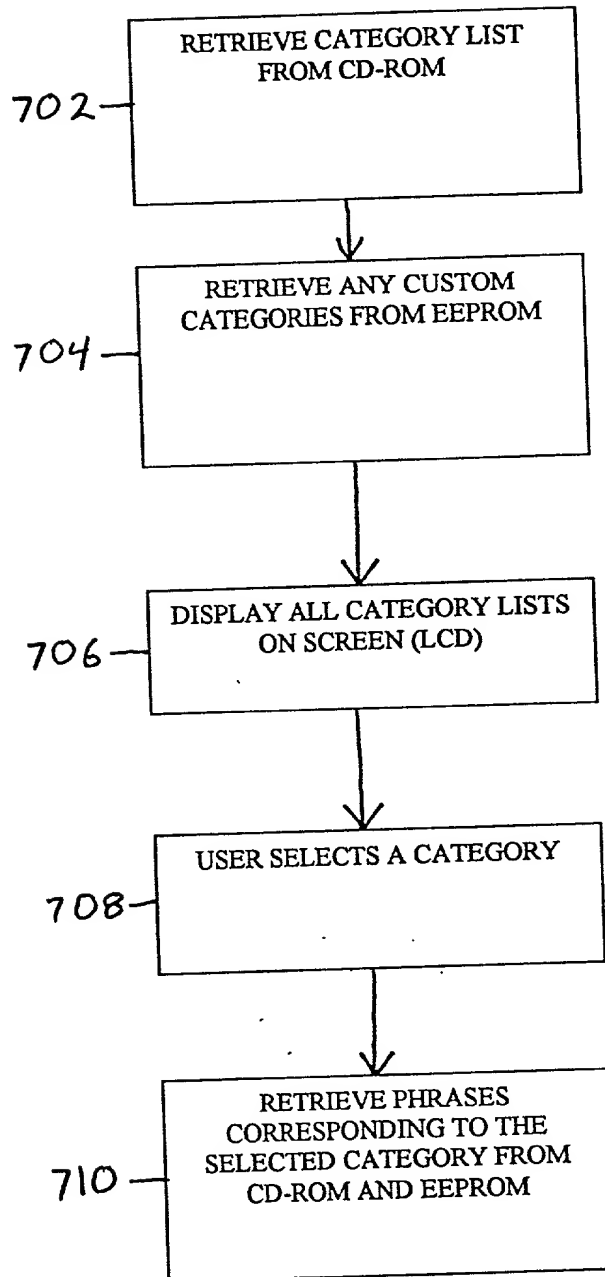 RETRIEVE CATEGORY LIST
FROM CD-ROM
702
RETRIEVE ANY CUSTOM
CATEGORIES FROM EEPROM
704
DISPLAY ALL CATEGORY LISTS
ON SCREEN (LCD)
706
USER SELECTS A CATEGORY
708
RETRIEVE PHRASES
CORRESPONDING TO THE
SELECTED CATEGORY FROM
CD-ROM AND EEPROM
710